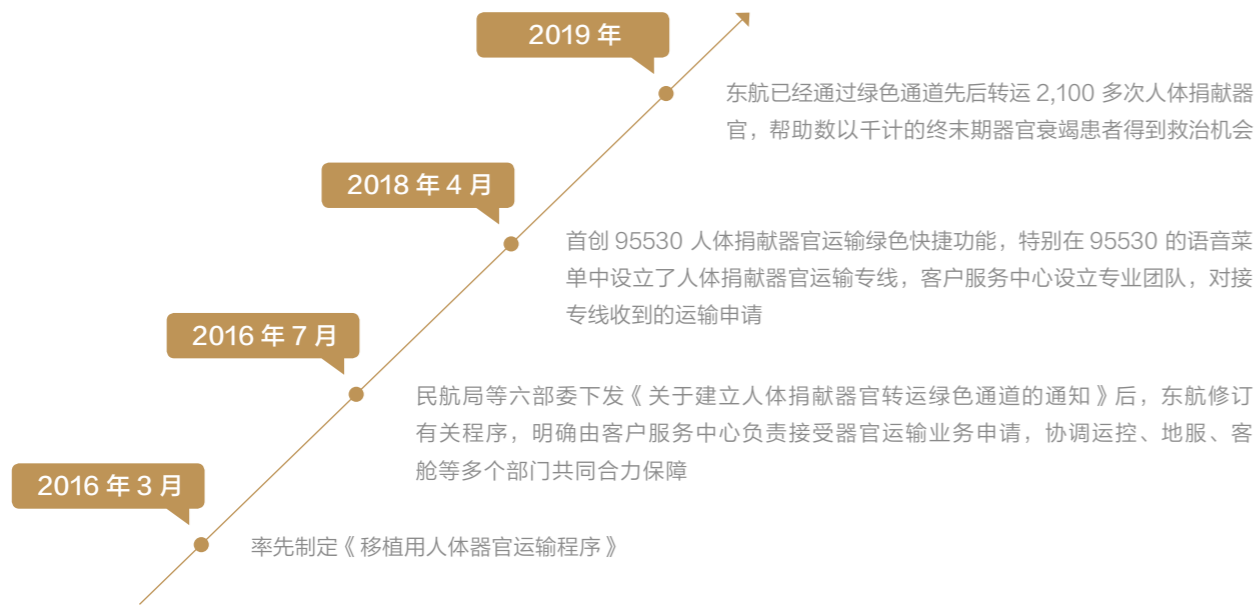 2019 年
东航已经通过绿色通道先后转运 2,100 多次人体捐献器
官，帮助数以千计的终末期器官衰竭患者得到救治机会
2018 年 4 月
首创 95530 人体捐献器官运输绿色快捷功能，特别在 95530 的语音菜
单中设立了人体捐献器官运输专线，客户服务中心设立专业团队，对接
专线收到的运输申请
2016 年 7 月
民航局等六部委下发《关于建立人体捐献器官转运绿色通道的通知》后，东航修订
有关程序，明确由客户服务中心负责接受器官运输业务申请，协调运控、地服、客
舱等多个部门共同合力保障
2016 年 3 月
率先制定《移植用人体器官运输程序》